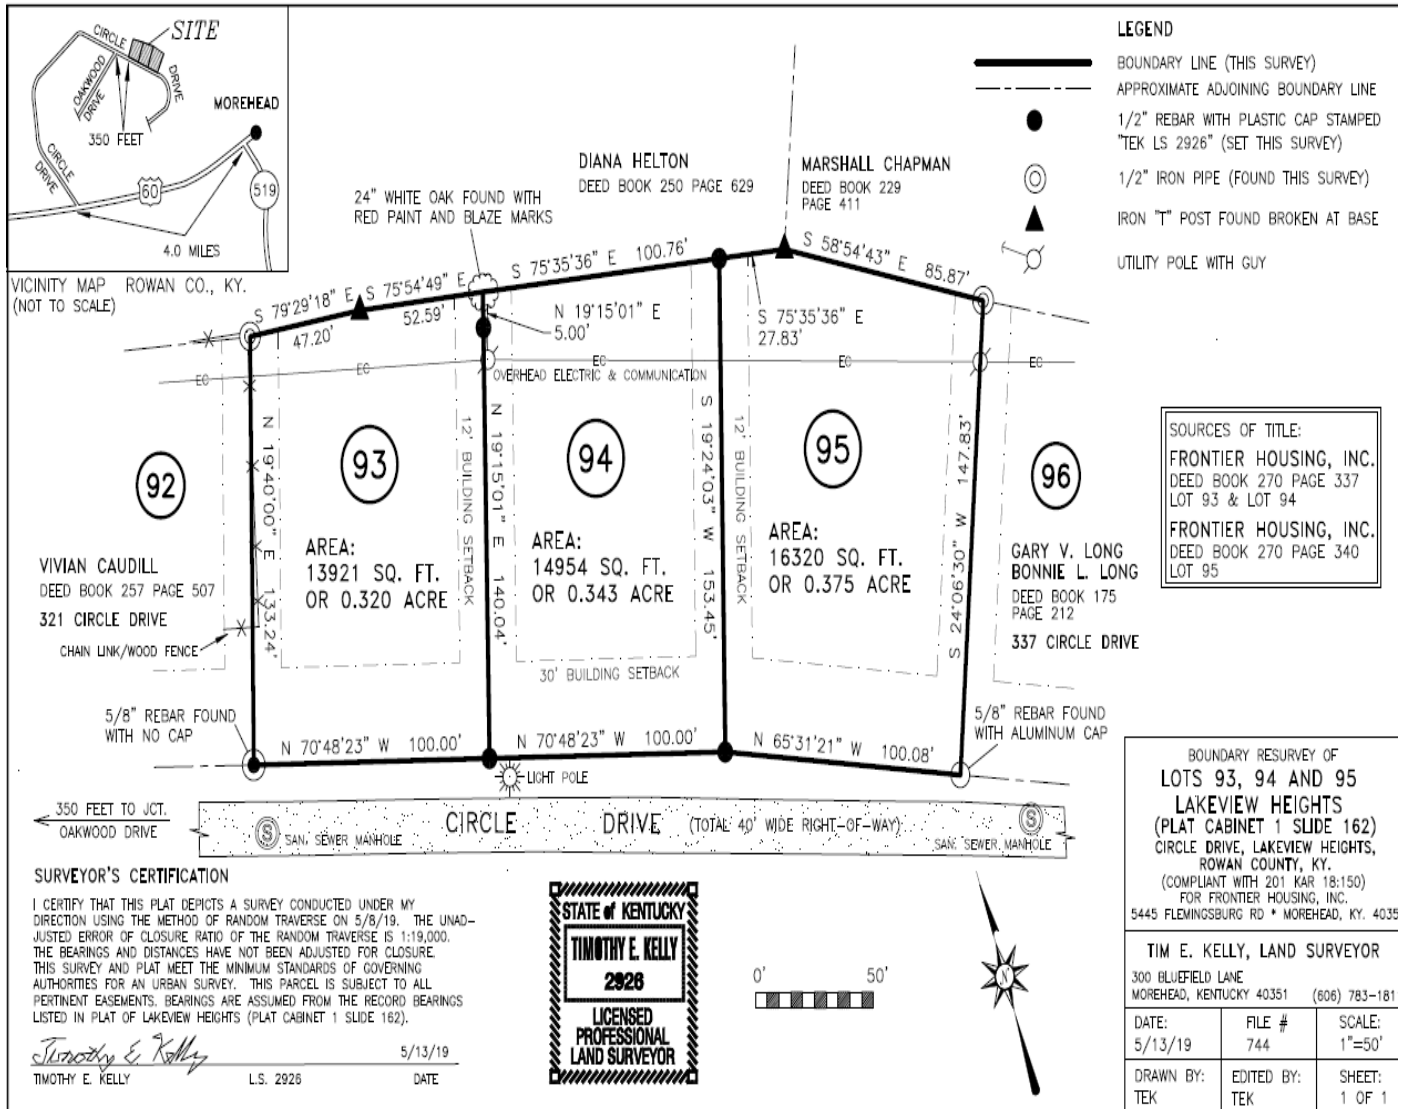 CIRCLE
DRIVE
SITE
OAKWOOD
DRIVE
350 FEET
MOREHEAD
CIRCLE
DRIVE
60
519
4.0 MILES
VICINITY MAP ROWAN CO., KY.
(NOT TO SCALE)
LEGEND
BOUNDARY LINE (THIS SURVEY)
APPROXIMATE ADJOINING BOUNDARY LINE
1/2" REBAR WITH PLASTIC CAP STAMPED
"TEK LS 2926" (SET THIS SURVEY)
1/2" IRON PIPE (FOUND THIS SURVEY)
IRON "T" POST FOUND BROKEN AT BASE
UTILITY POLE WITH GUY
DIANA HELTON
DEED BOOK 250 PAGE 629
MARSHALL CHAPMAN
DEED BOOK 229
PAGE 411
24" WHITE OAK FOUND WITH
RED PAINT AND BLAZE MARKS
S 79°29'18" E
47.20'
S 75°54'49" E
52.59'
S 75°35'36" E 100.76'
N 19°15'01" E
5.00'
S 75°35'36" E
27.83'
S 58°54'43" E 85.87'
EC
EC
EC
EC
EC
OVERHEAD ELECTRIC & COMMUNICATION
92
93
94
95
96
N 19°40'00" E 133.24'
12' BUILDING SETBACK
N 19°15'01" E 140.04'
S 19°24'03" W 153.45'
12' BUILDING SETBACK
S 24°06'30" W 147.83'
AREA:
13921 SQ. FT.
OR 0.320 ACRE
AREA:
14954 SQ. FT.
OR 0.343 ACRE
AREA:
16320 SQ. FT.
OR 0.375 ACRE
VIVIAN CAUDILL
DEED BOOK 257 PAGE 507
321 CIRCLE DRIVE
CHAIN LINK/WOOD FENCE
GARY V. LONG
BONNIE L. LONG
DEED BOOK 175
PAGE 212
337 CIRCLE DRIVE
SOURCES OF TITLE:
FRONTIER HOUSING, INC.
DEED BOOK 270 PAGE 337
LOT 93 & LOT 94
FRONTIER HOUSING, INC.
DEED BOOK 270 PAGE 340
LOT 95
30' BUILDING SETBACK
5/8" REBAR FOUND
WITH NO CAP
5/8" REBAR FOUND
WITH ALUMINUM CAP
N 70°48'23" W 100.00'
N 70°48'23" W 100.00'
N 65°31'21" W 100.08'
LIGHT POLE
350 FEET TO JCT.
OAKWOOD DRIVE
S
SAN. SEWER MANHOLE
CIRCLE DRIVE (TOTAL 40' WIDE RIGHT-OF-WAY)
S
SAN. SEWER MANHOLE
SURVEYOR'S CERTIFICATION
I CERTIFY THAT THIS PLAT DEPICTS A SURVEY CONDUCTED UNDER MY
DIRECTION USING THE METHOD OF RANDOM TRAVERSE ON 5/8/19. THE UNAD-
JUSTED ERROR OF CLOSURE RATIO OF THE RANDOM TRAVERSE IS 1:19,000.
THE BEARINGS AND DISTANCES HAVE NOT BEEN ADJUSTED FOR CLOSURE.
THIS SURVEY AND PLAT MEET THE MINIMUM STANDARDS OF GOVERNING
AUTHORITIES FOR AN URBAN SURVEY. THIS PARCEL IS SUBJECT TO ALL
PERTINENT EASEMENTS. BEARINGS ARE ASSUMED FROM THE RECORD BEARINGS
LISTED IN PLAT OF LAKEVIEW HEIGHTS (PLAT CABINET 1 SLIDE 162).
Timothy E. Kelly 5/13/19
TIMOTHY E. KELLY L.S. 2926 DATE
STATE of KENTUCKY
TIMOTHY E. KELLY
2926
LICENSED
PROFESSIONAL
LAND SURVEYOR
0' 50'
N
BOUNDARY RESURVEY OF
LOTS 93, 94 AND 95
LAKEVIEW HEIGHTS
(PLAT CABINET 1 SLIDE 162)
CIRCLE DRIVE, LAKEVIEW HEIGHTS,
ROWAN COUNTY, KY.
(COMPLIANT WITH 201 KAR 18:150)
FOR FRONTIER HOUSING, INC.
5445 FLEMINGSBURG RD * MOREHEAD, KY. 4035
TIM E. KELLY, LAND SURVEYOR
300 BLUEFIELD LANE
MOREHEAD, KENTUCKY 40351 (606) 783-181
DATE: FILE # SCALE:
5/13/19 744 1"=50'
DRAWN BY: EDITED BY: SHEET:
TEK TEK 1 OF 1